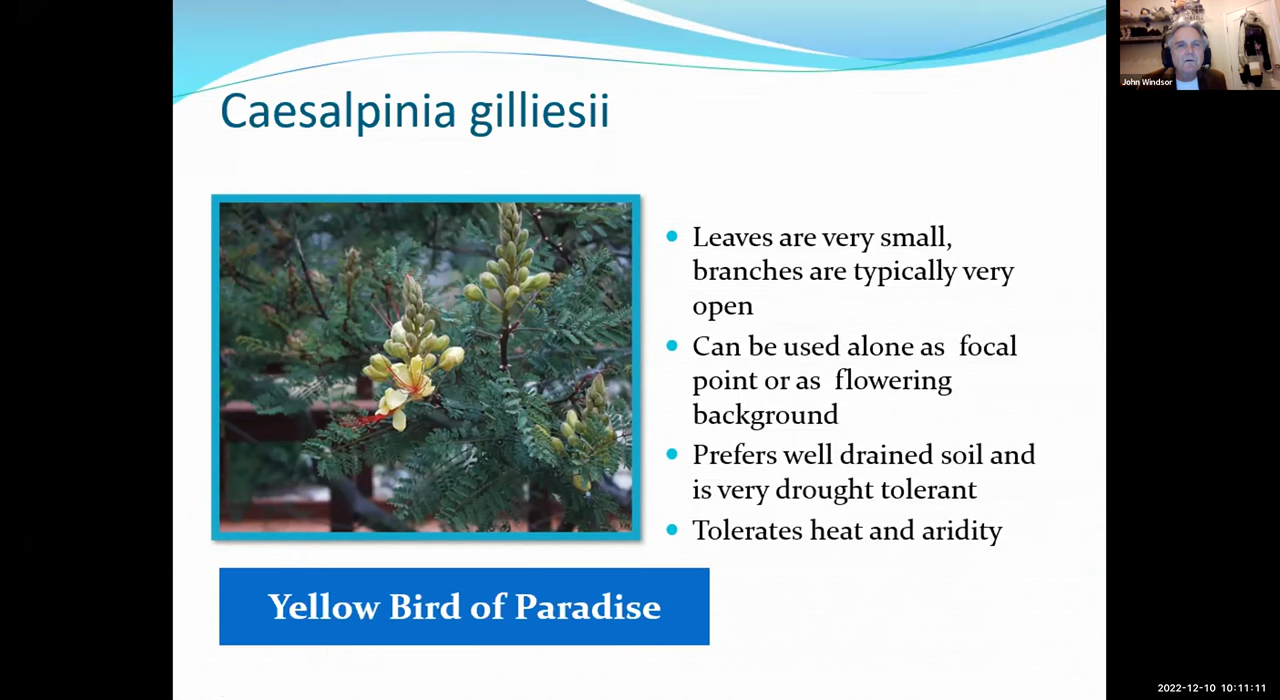 Caesalpinia gilliesii
John Windsor
Leaves are very small,
branches are typically very
open
Can be used alone as focal
point or as flowering
background
Prefers well drained soil and
is very drought tolerant
Tolerates heat and aridity
Yellow Bird of Paradise
2022-12-10 10:11:11